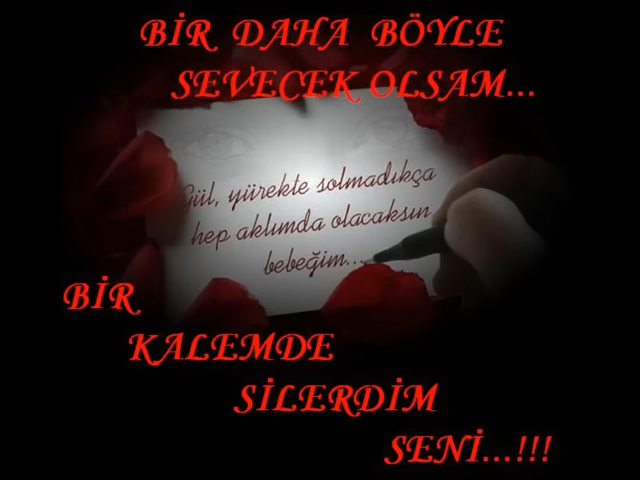 BİR DAHA BÖYLE
SEVECEK OLSAM...
Gül, yürekte solmadıkça
hep aklımda olacaksın
bebeğim...
BİR
KALEMDE
SİLERDİM
SENİ...!!!